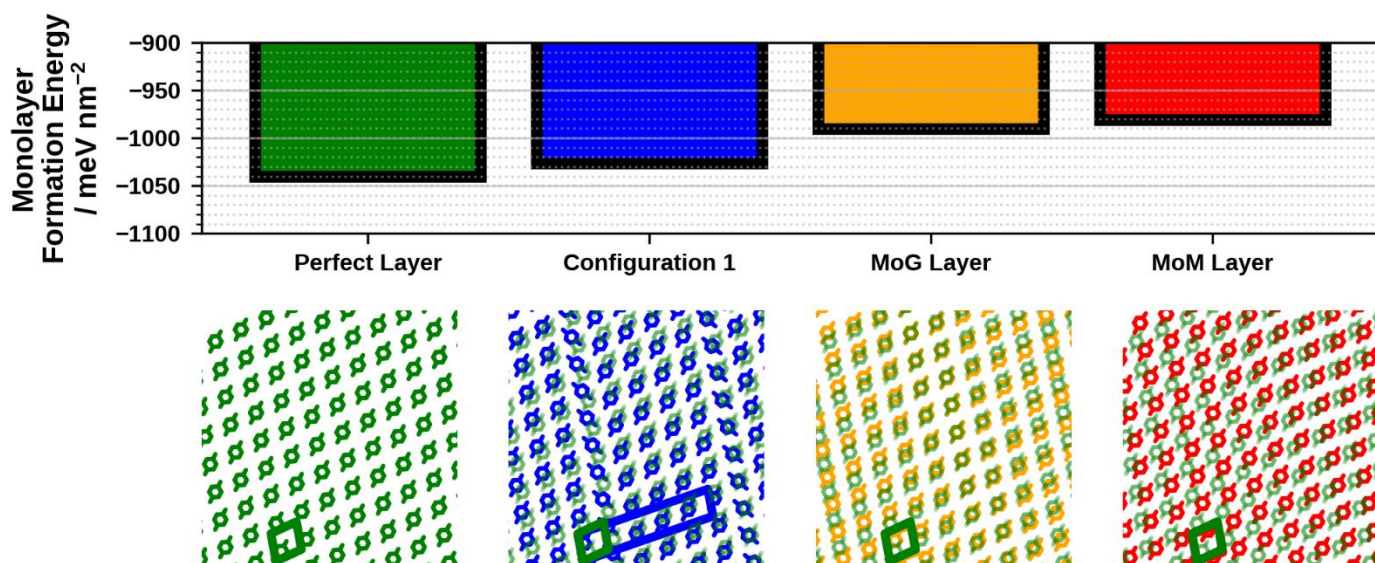 Monolayer
Formation Energy
/ meV nm⁻²
−900
−950
−1000
−1050
−1100
Perfect Layer
Configuration 1
MoG Layer
MoM Layer